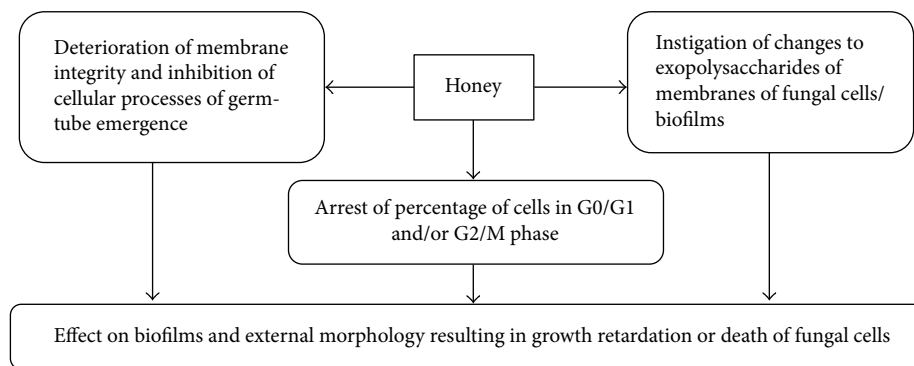 Deterioration of membrane
integrity and inhibition of
cellular processes of germ-
tube emergence
Honey
Instigation of changes to
exopolysaccharides of
membranes of fungal cells/
biofilms
Arrest of percentage of cells in G0/G1
and/or G2/M phase
Effect on biofilms and external morphology resulting in growth retardation or death of fungal cells